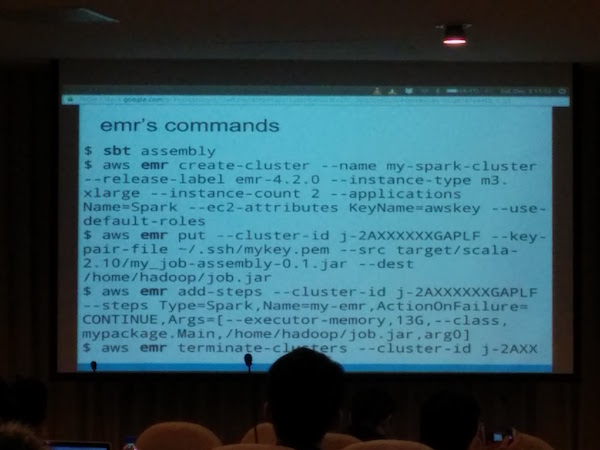 emr's commands
$ sbt assembly
$ aws emr create-cluster --name my-spark-cluster
--release-label emr-4.2.0 --instance-type m3.
xlarge --instance-count 2 --applications
Name=Spark --ec2-attributes KeyName=awskey --use-
default-roles
$ aws emr put --cluster-id j-2AXXXXXXGAPLF --key-
pair-file ~/.ssh/mykey.pem --src target/scala-
2.10/my_job-assembly-0.1.jar --dest
/home/hadoop/job.jar
$ aws emr add-steps --cluster-id j-2AXXXXXXGAPLF
--steps Type=Spark,Name=my-emr,ActionOnFailure=
CONTINUE,Args=[--executor-memory,13G,--class,
mypackage.Main,/home/hadoop/job.jar,arg0]
$ aws emr terminate-clusters --cluster-id j-2AXX